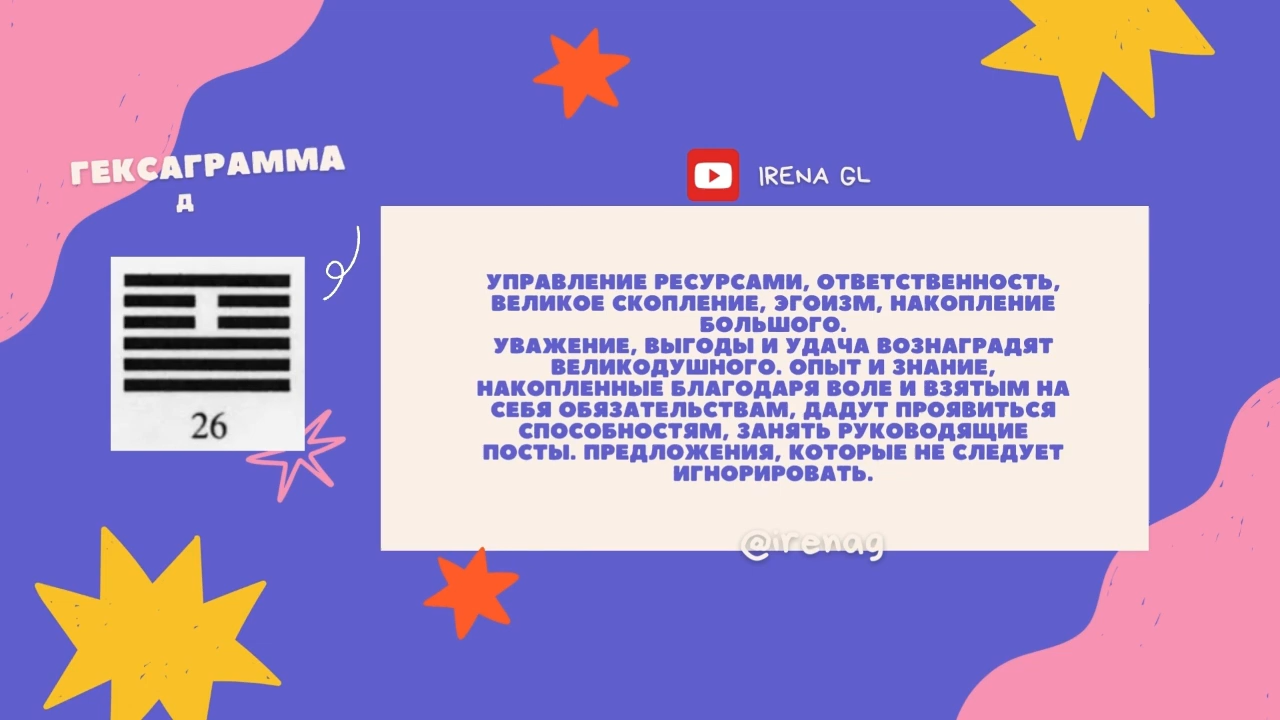 ГЕКСАГРАММА
Д
26
IRENA GL
УПРАВЛЕНИЕ РЕСУРСАМИ, ОТВЕТСТВЕННОСТЬ,
ВЕЛИКОЕ СКОПЛЕНИЕ, ЭГОИЗМ, НАКОПЛЕНИЕ
БОЛЬШОГО.
УВАЖЕНИЕ, ВЫГОДЫ И УДАЧА ВОЗНАГРАДЯТ
ВЕЛИКОДУШНОГО. ОПЫТ И ЗНАНИЕ,
НАКОПЛЕННЫЕ БЛАГОДАРЯ ВОЛЕ И ВЗЯТЫМ НА
СЕБЯ ОБЯЗАТЕЛЬСТВАМ, ДАДУТ ПРОЯВИТЬСЯ
СПОСОБНОСТЯМ, ЗАНЯТЬ РУКОВОДЯЩИЕ
ПОСТЫ. ПРЕДЛОЖЕНИЯ, КОТОРЫЕ НЕ СЛЕДУЕТ
ИГНОРИРОВАТЬ.
@irenag